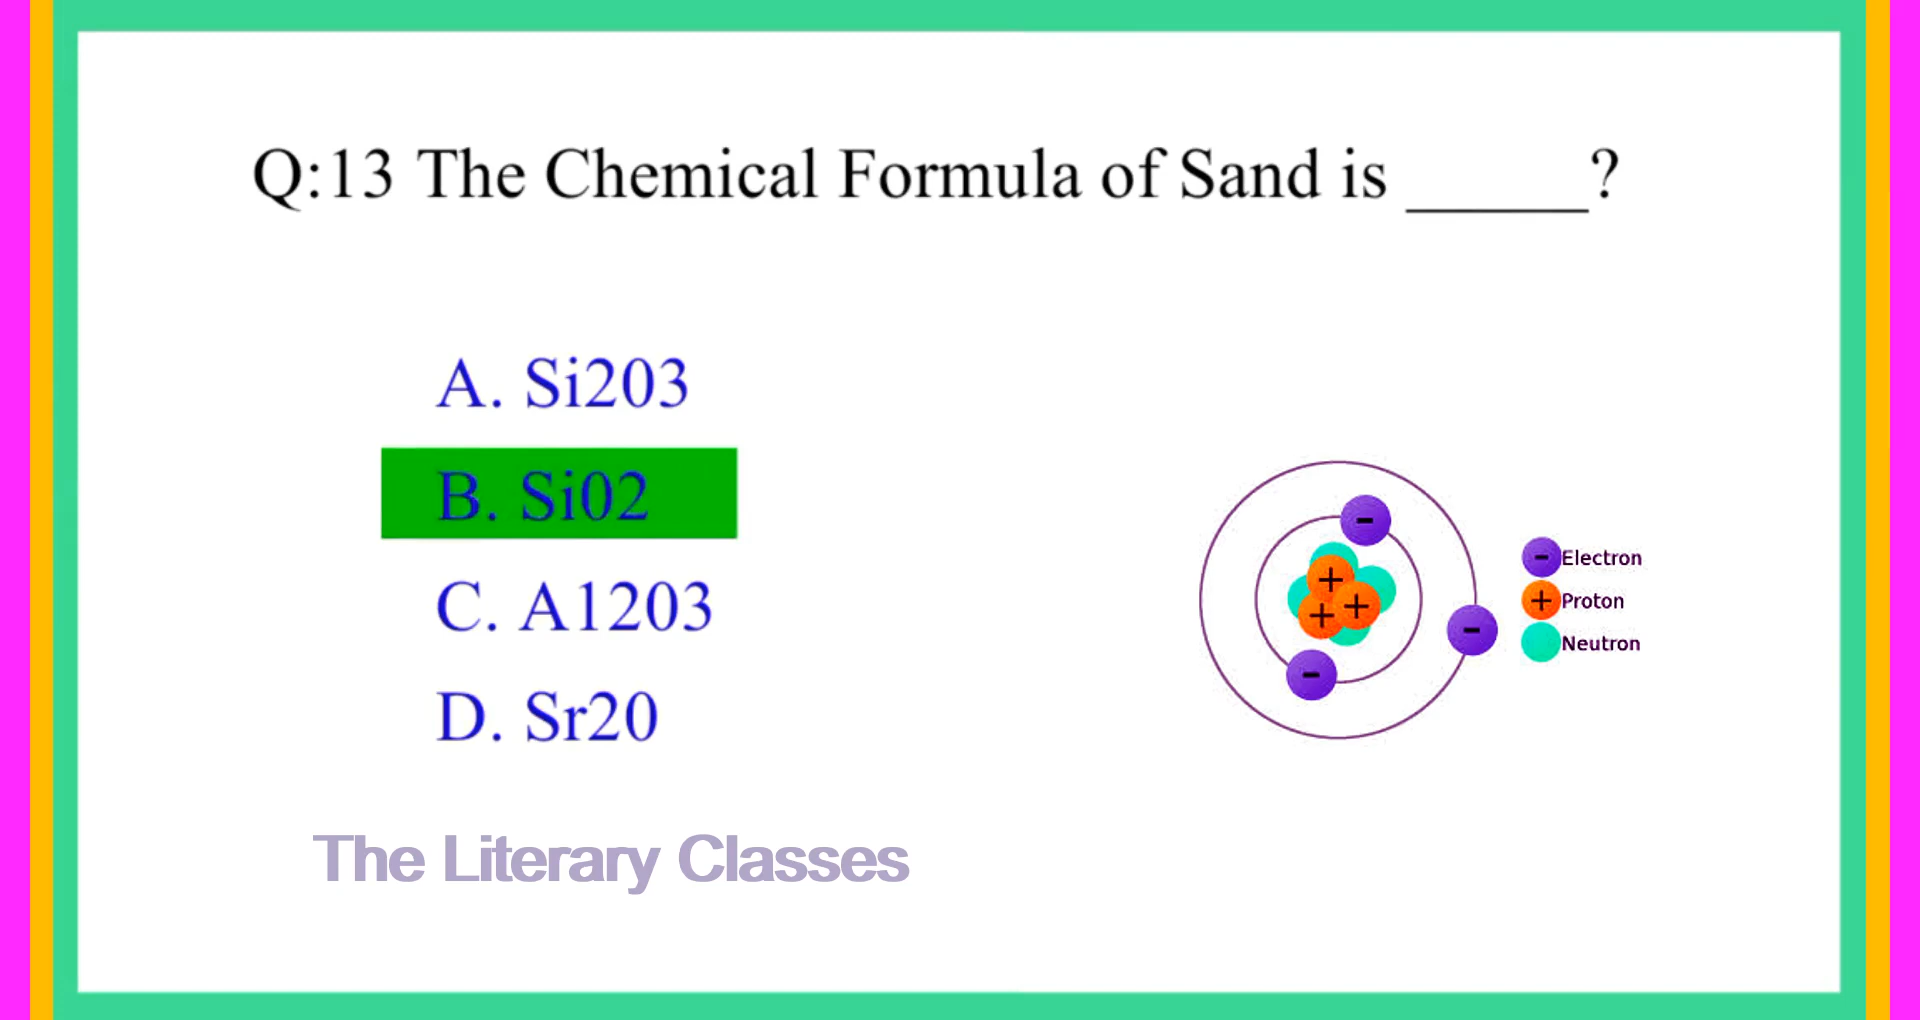 Q:13 The Chemical Formula of Sand is ______?
A. Si203
B. Si02
C. A1203
D. Sr20
- Electron
+ Proton
Neutron
The Literary Classes